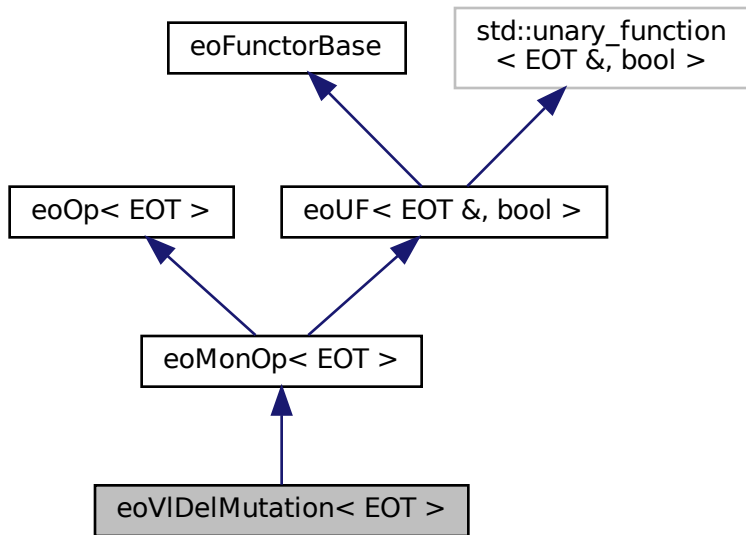 eoFunctorBase
std::unary_function
< EOT &, bool >
eoOp< EOT >
eoUF< EOT &, bool >
eoMonOp< EOT >
eoVlDelMutation< EOT >